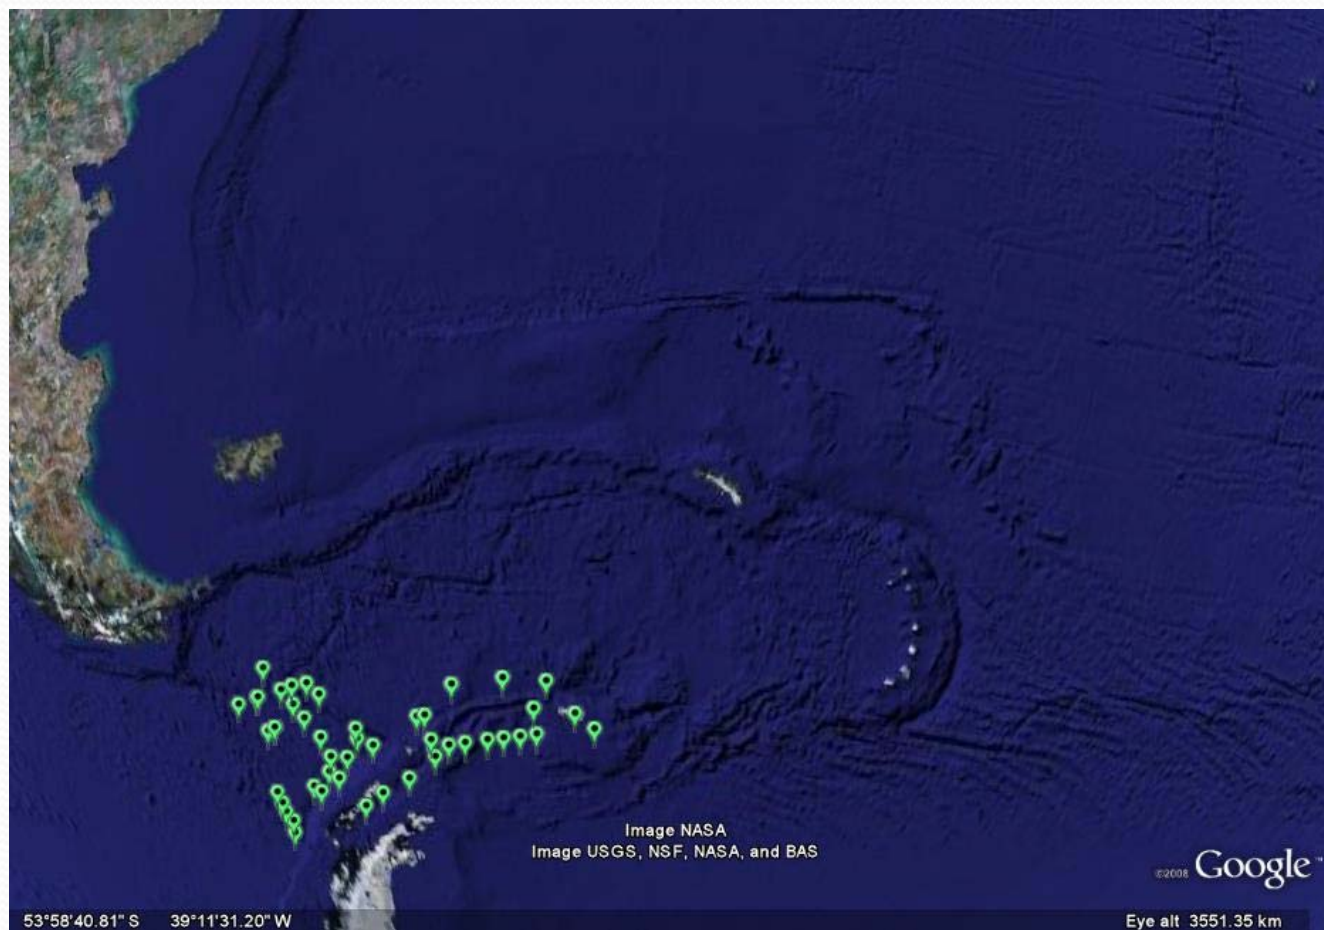 Image NASA
Image USGS, NSF, NASA, and BAS
©2008 Google™
53°58'40.81" S 39°11'31.20" W
Eye alt 3551.35 km